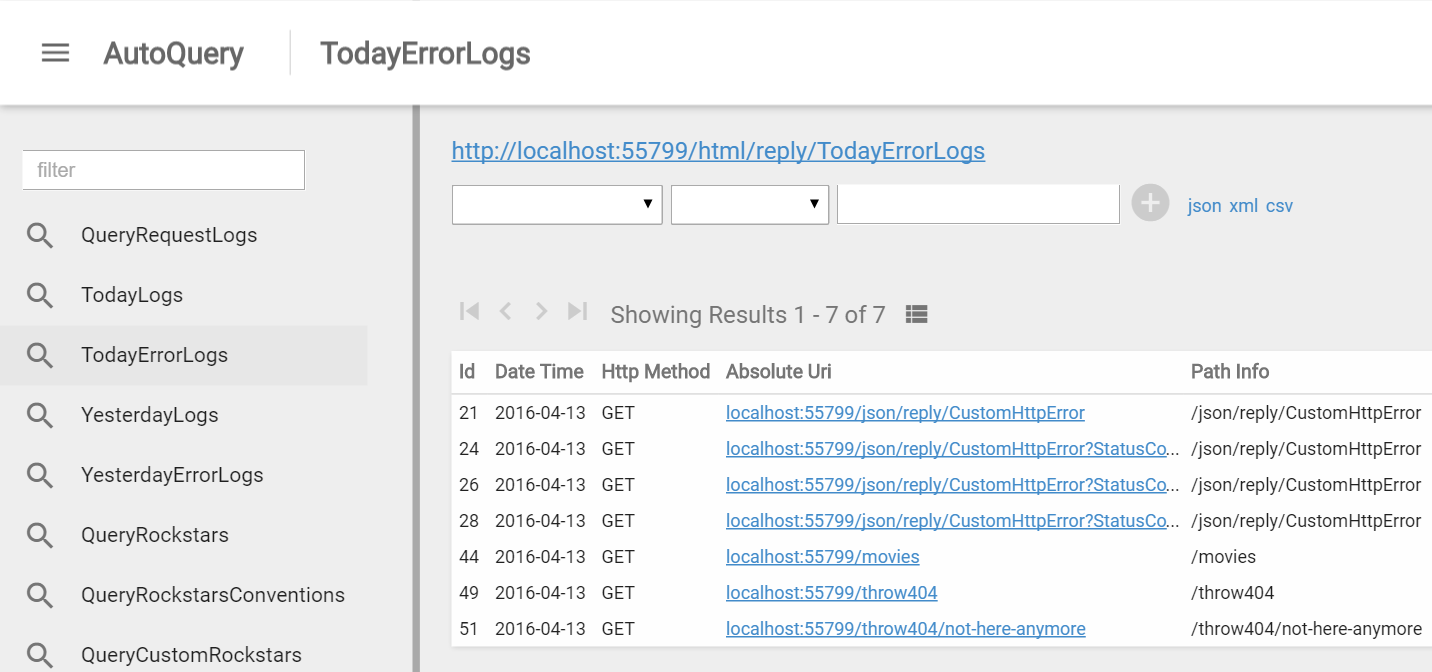 AutoQuery TodayErrorLogs
filter
QueryRequestLogs
TodayLogs
TodayErrorLogs
YesterdayLogs
YesterdayErrorLogs
QueryRockstars
QueryRockstarsConventions
QueryCustomRockstars
http://localhost:55799/html/reply/TodayErrorLogs
json xml csv
Showing Results 1 - 7 of 7
Id Date Time Http Method Absolute Uri Path Info
21 2016-04-13 GET localhost:55799/json/reply/CustomHttpError /json/reply/CustomHttpError
24 2016-04-13 GET localhost:55799/json/reply/CustomHttpError?StatusCo... /json/reply/CustomHttpError
26 2016-04-13 GET localhost:55799/json/reply/CustomHttpError?StatusCo... /json/reply/CustomHttpError
28 2016-04-13 GET localhost:55799/json/reply/CustomHttpError?StatusCo... /json/reply/CustomHttpError
44 2016-04-13 GET localhost:55799/movies /movies
49 2016-04-13 GET localhost:55799/throw404 /throw404
51 2016-04-13 GET localhost:55799/throw404/not-here-anymore /throw404/not-here-anymore